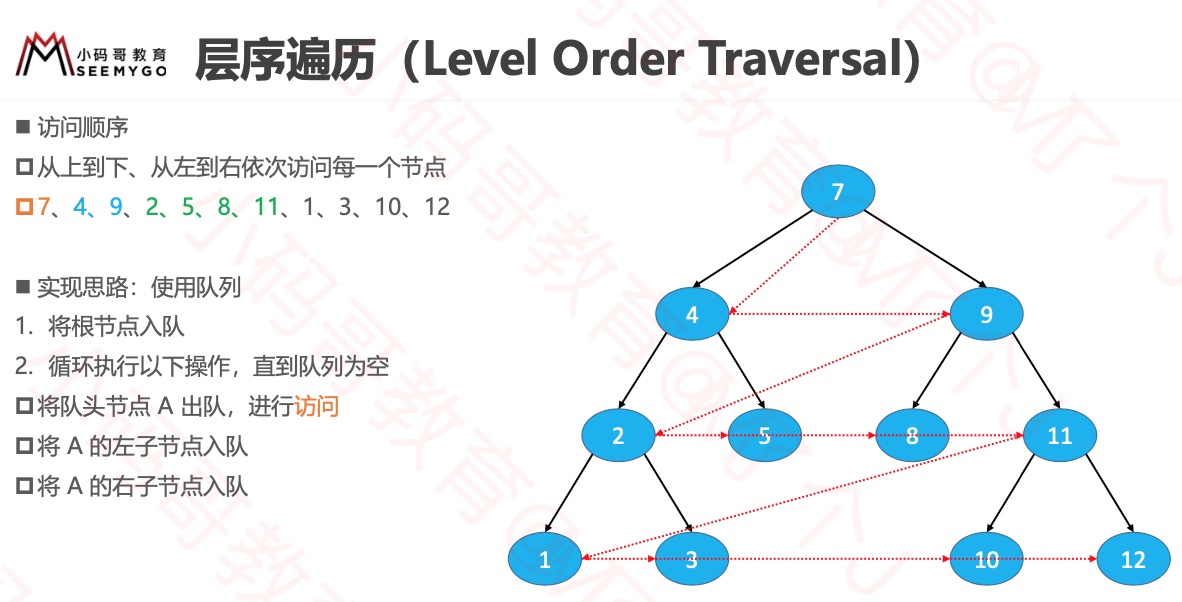 小码哥教育
SEEMYGO
层序遍历（Level Order Traversal）
■ 访问顺序
从上到下、从左到右依次访问每一个节点
7、4、9、2、5、8、11、1、3、10、12
■ 实现思路：使用队列
1. 将根节点入队
2. 循环执行以下操作，直到队列为空
将队头节点 A 出队，进行访问
将 A 的左子节点入队
将 A 的右子节点入队
7
4 9
2 5 8 11
1 3 10 12